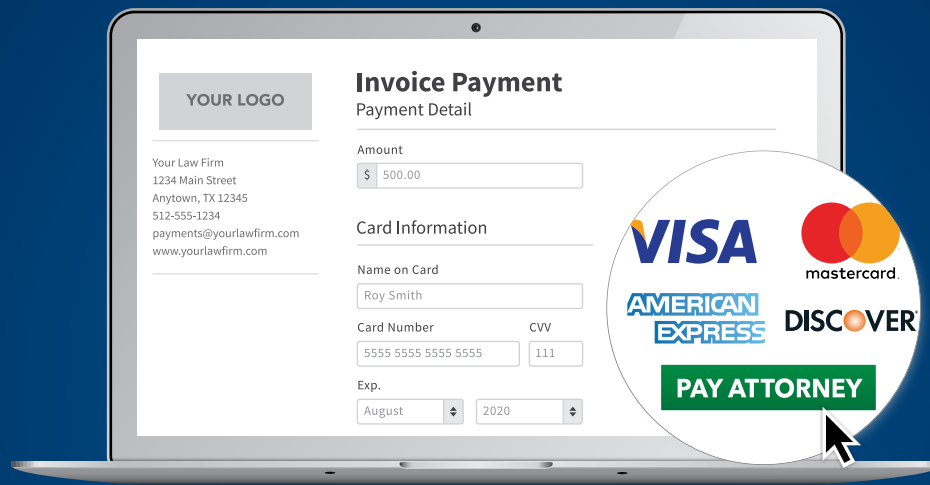 YOUR LOGO
Your Law Firm
1234 Main Street
Anytown, TX 12345
512-555-1234
payments@yourlawfirm.com
www.yourlawfirm.com
Invoice Payment
Payment Detail
Amount
$ 500.00
Card Information
Name on Card
Roy Smith
Card Number CVV
5555 5555 5555 5555 111
Exp.
August 2020
VISA
mastercard.
AMERICAN
EXPRESS
DISCOVER
PAY ATTORNEY